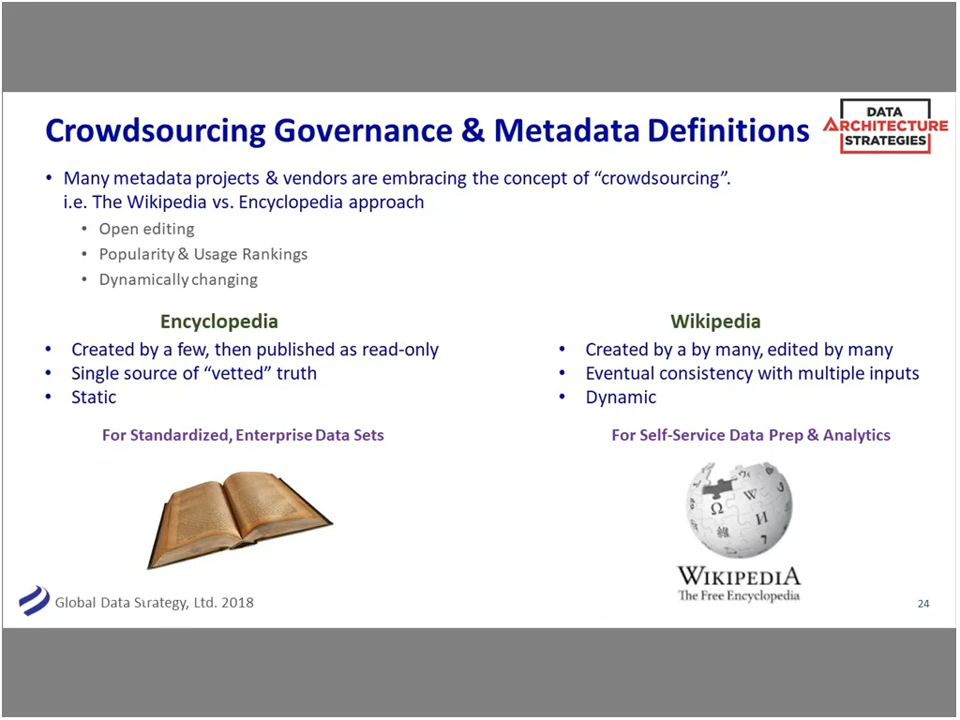 Crowdsourcing Governance & Metadata Definitions
DATA
ARCHITECTURE
STRATEGIES
• Many metadata projects & vendors are embracing the concept of “crowdsourcing”.
i.e. The Wikipedia vs. Encyclopedia approach
• Open editing
• Popularity & Usage Rankings
• Dynamically changing
Encyclopedia
• Created by a few, then published as read-only
• Single source of “vetted” truth
• Static
For Standardized, Enterprise Data Sets
Wikipedia
• Created by a by many, edited by many
• Eventual consistency with multiple inputs
• Dynamic
For Self-Service Data Prep & Analytics
Ω
W
И
WIKIPEDIA
The Free Encyclopedia
Global Data Strategy, Ltd. 2018
24